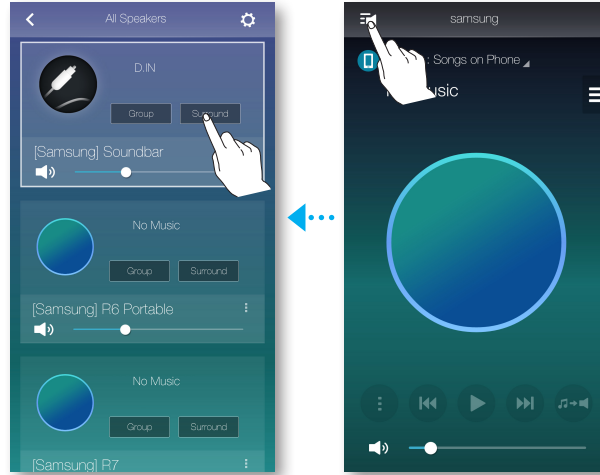 All Speakers
D.IN
Group
Surround
[Samsung] Soundbar
No Music
Group
Surround
[Samsung] R6 Portable
No Music
Group
Surround
[Samsung] R7
samsung
: Songs on Phone
usic